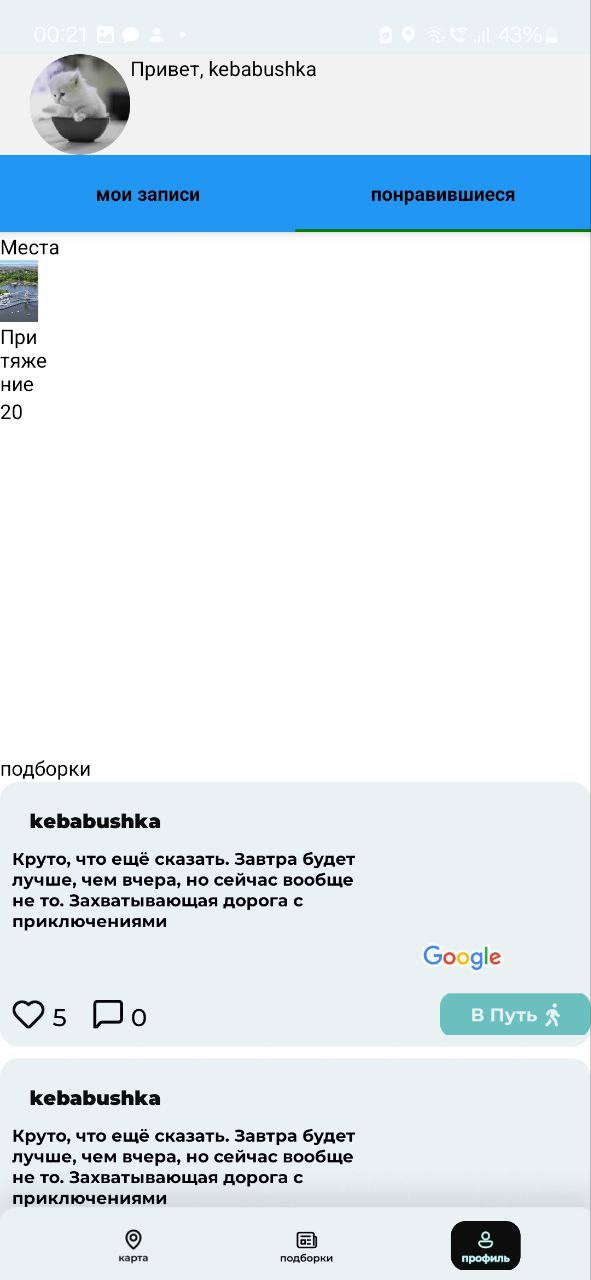 00:21 43%
Привет, kebabushka
мои записи понравившиеся
Места
При
тяже
ние
20
подборки
kebabushka
Круто, что ещё сказать. Завтра будет
лучше, чем вчера, но сейчас вообще
не то. Захватывающая дорога с
приключениями
Google
5 0 В Путь
kebabushka
Круто, что ещё сказать. Завтра будет
лучше, чем вчера, но сейчас вообще
не то. Захватывающая дорога с
приключениями
карта подборки профиль